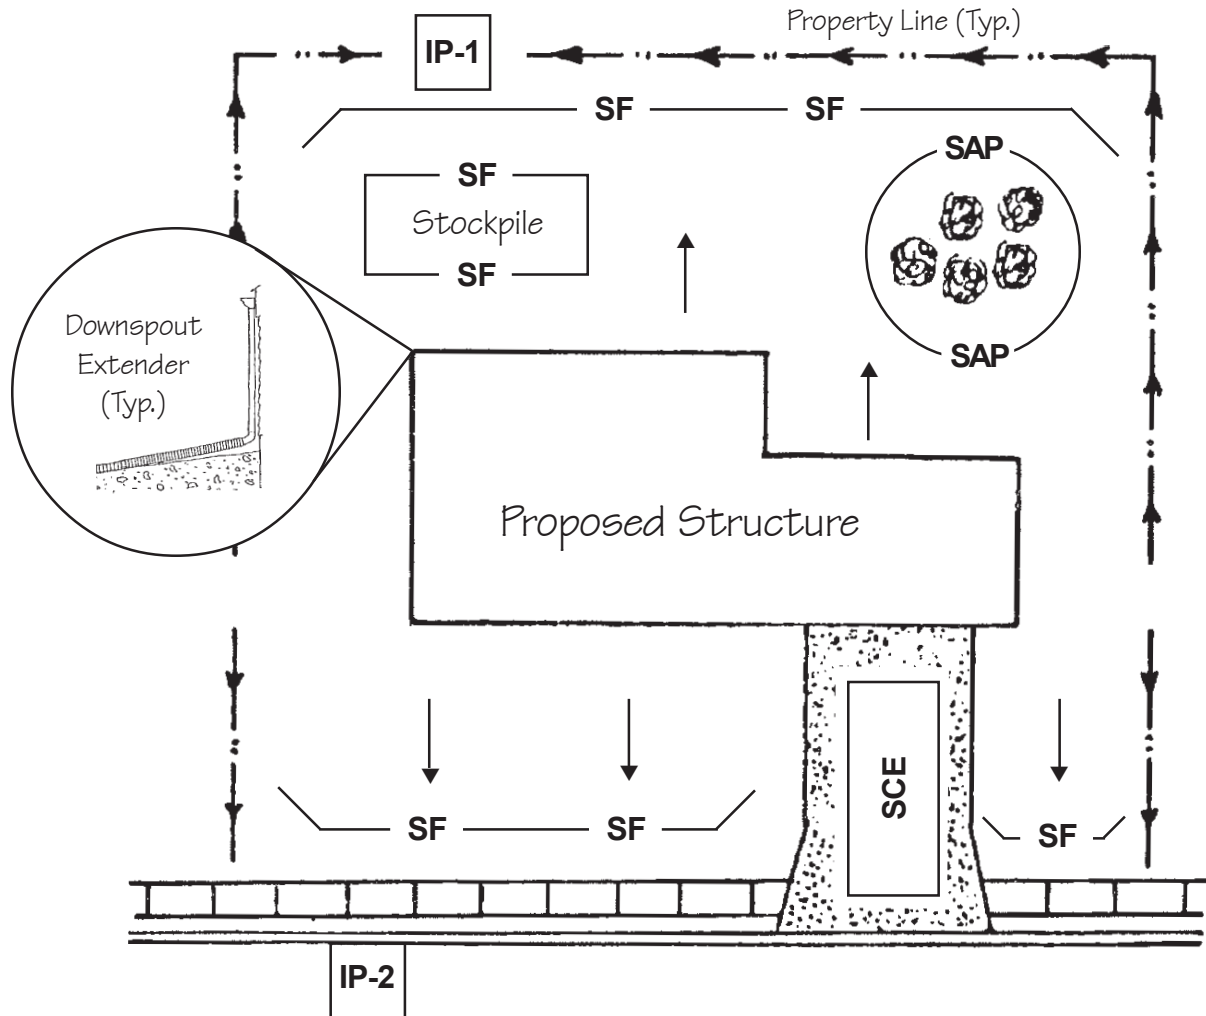 Property Line (Typ.)
IP-1
SF
SF
SAP
SF
Stockpile
SF
Downspout
Extender
(Typ.)
SAP
Proposed Structure
SCE
SF
SF
SF
IP-2